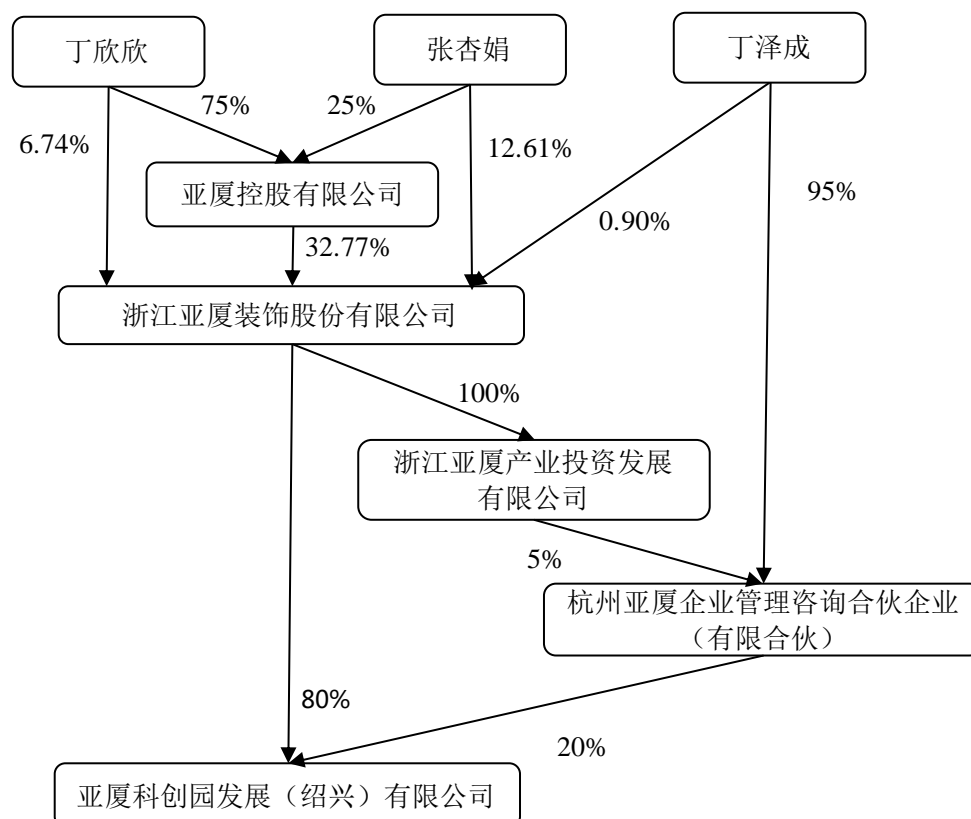 丁欣欣
张杏娟
丁泽成
75%
25%
6.74%
12.61%
95%
亚厦控股有限公司
0.90%
32.77%
浙江亚厦装饰股份有限公司
100%
浙江亚厦产业投资发展
有限公司
5%
杭州亚厦企业管理咨询合伙企业
（有限合伙）
80%
20%
亚厦科创园发展（绍兴）有限公司